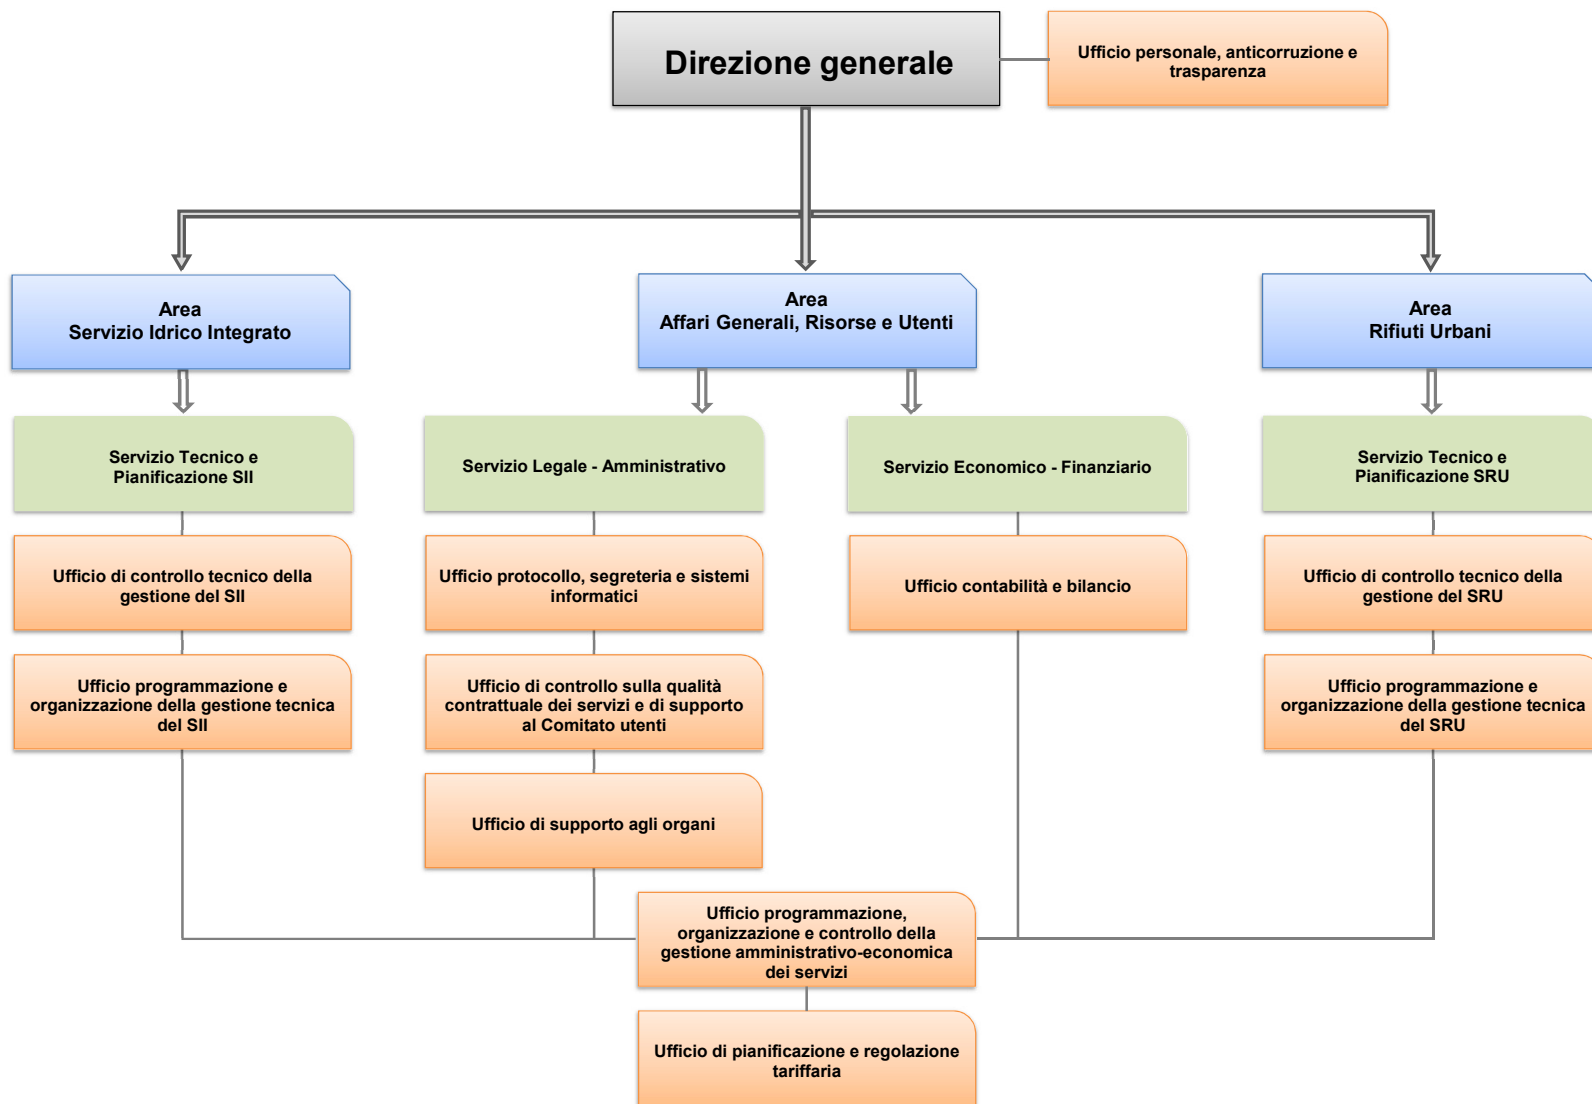 Direzione generale
Ufficio personale, anticorruzione e
trasparenza
Area
Servizio Idrico Integrato
Area
Affari Generali, Risorse e Utenti
Area
Rifiuti Urbani
Servizio Tecnico e
Pianificazione SII
Servizio Legale - Amministrativo
Servizio Economico - Finanziario
Servizio Tecnico e
Pianificazione SRU
Ufficio di controllo tecnico della
gestione del SII
Ufficio protocollo, segreteria e sistemi
informatici
Ufficio contabilità e bilancio
Ufficio di controllo tecnico della
gestione del SRU
Ufficio programmazione e
organizzazione della gestione tecnica
del SII
Ufficio di controllo sulla qualità
contrattuale dei servizi e di supporto
al Comitato utenti
Ufficio programmazione e
organizzazione della gestione tecnica
del SRU
Ufficio di supporto agli organi
Ufficio programmazione,
organizzazione e controllo della
gestione amministrativo-economica
dei servizi
Ufficio di pianificazione e regolazione
tariffaria